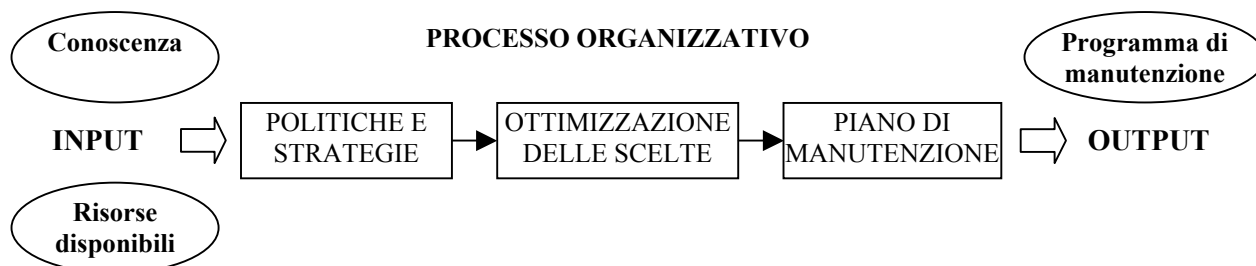 Conoscenza
PROCESSO ORGANIZZATIVO
Programma di
manutenzione
INPUT
POLITICHE E
STRATEGIE
OTTIMIZZAZIONE
DELLE SCELTE
PIANO DI
MANUTENZIONE
OUTPUT
Risorse
disponibili